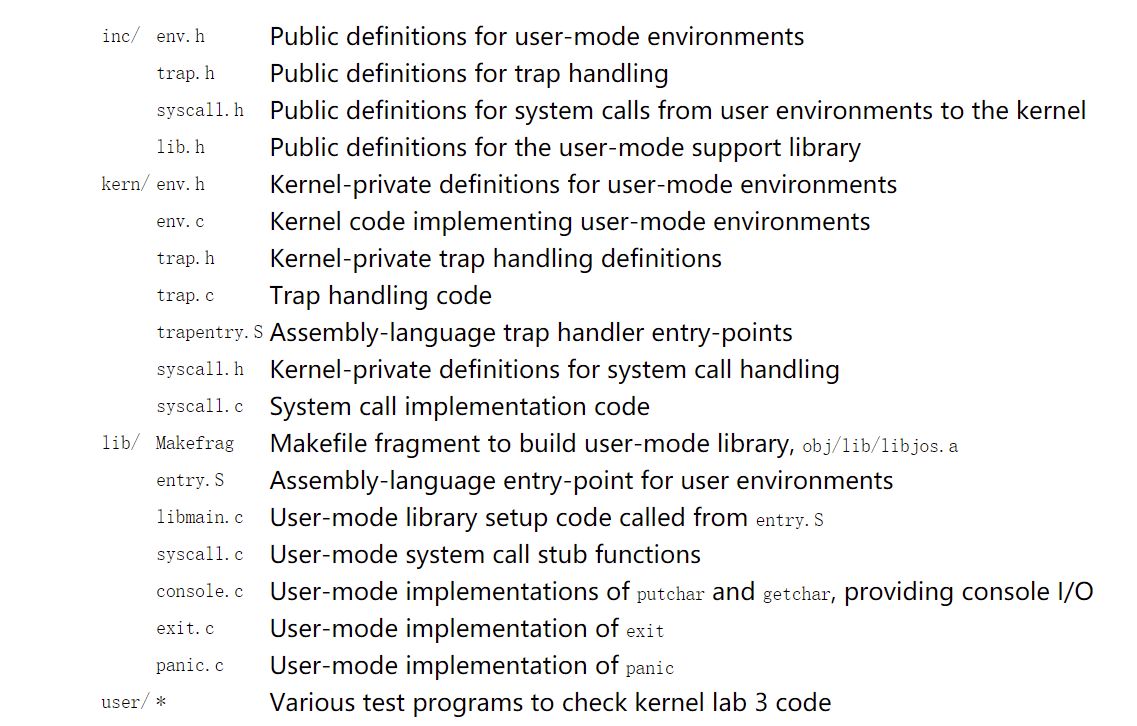 inc/ env.h Public definitions for user-mode environments
trap.h Public definitions for trap handling
syscall.h Public definitions for system calls from user environments to the kernel
lib.h Public definitions for the user-mode support library
kern/ env.h Kernel-private definitions for user-mode environments
env.c Kernel code implementing user-mode environments
trap.h Kernel-private trap handling definitions
trap.c Trap handling code
trapentry.S Assembly-language trap handler entry-points
syscall.h Kernel-private definitions for system call handling
syscall.c System call implementation code
lib/ Makefrag Makefile fragment to build user-mode library, obj/lib/libjos.a
entry.S Assembly-language entry-point for user environments
libmain.c User-mode library setup code called from entry.S
syscall.c User-mode system call stub functions
console.c User-mode implementations of putchar and getchar, providing console I/O
exit.c User-mode implementation of exit
panic.c User-mode implementation of panic
user/ * Various test programs to check kernel lab 3 code